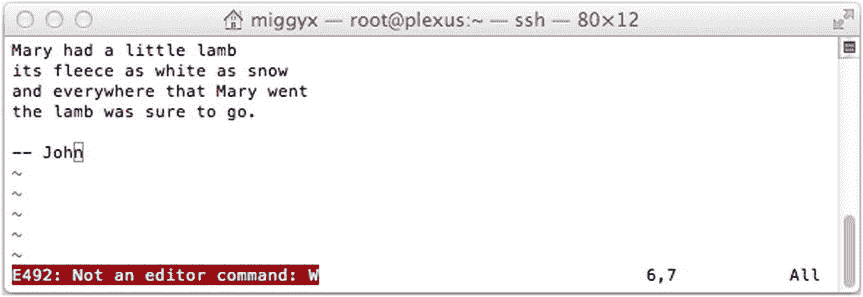 miggyx — root@plexus:~ — ssh — 80×12
Mary had a little lamb
its fleece as white as snow
and everywhere that Mary went
the lamb was sure to go.

-- John
~
~
~
~
~
E492: Not an editor command: W 6,7 All